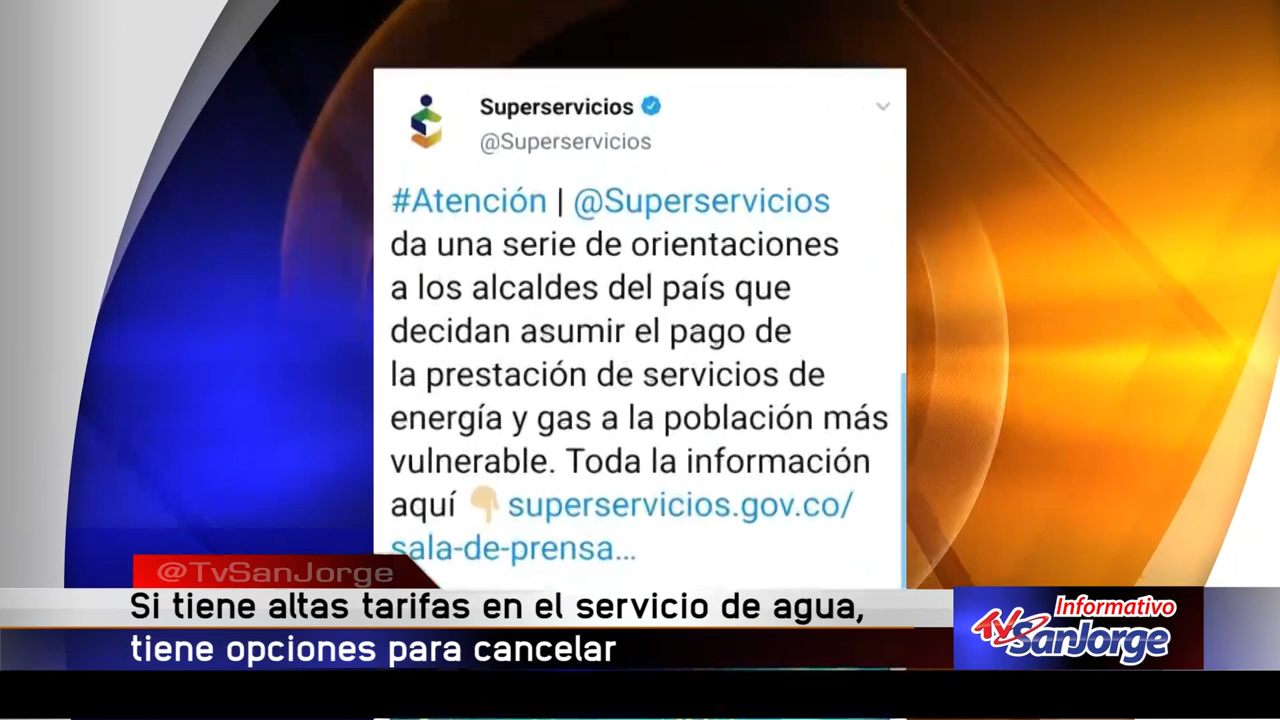 Superservicios
@Superservicios
#Atención | @Superservicios
da una serie de orientaciones
a los alcaldes del país que
decidan asumir el pago de
la prestación de servicios de
energía y gas a la población más
vulnerable. Toda la información
aquí 👇 superservicios.gov.co/
sala-de-prensa...
@TvSanJorge
Si tiene altas tarifas en el servicio de agua,
tiene opciones para cancelar
Informativo
TV SanJorge